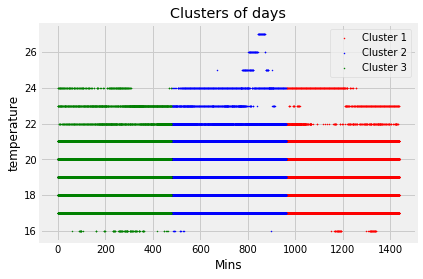 Clusters of days
Cluster 1
Cluster 2
Cluster 3
temperature
26
24
22
20
18
16
0 200 400 600 800 1000 1200 1400
Mins